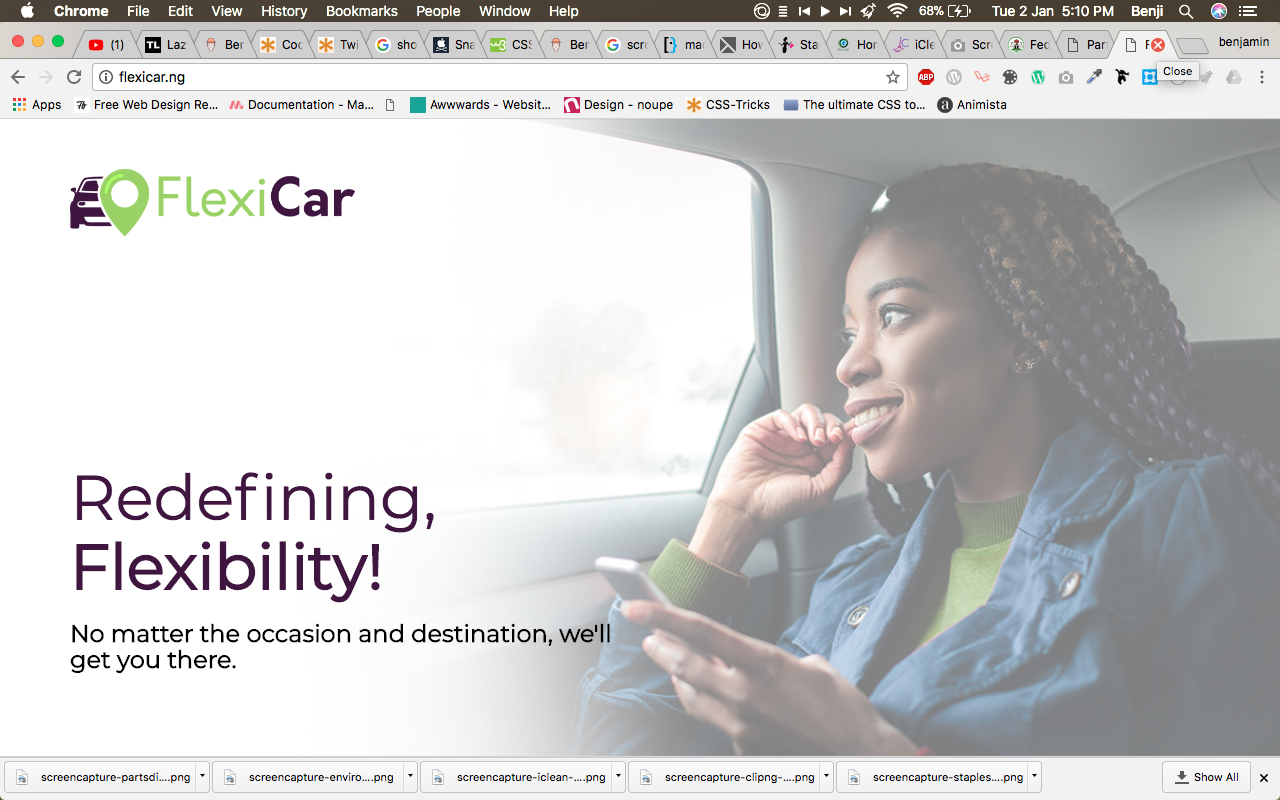 Chrome File Edit View History Bookmarks People Window Help 68% Tue 2 Jan 5:10 PM Benji
(1) TL Laz Ber Coc Twi sho Sna CSS Ber scro ma Hov Sta Hor iCle Scre Fec Par benjamin
flexicar.ng ABP Close
Apps Free Web Design Re... Documentation - Ma... Awwwards - Websit... Design - noupe CSS-Tricks The ultimate CSS to... a Animista
FlexiCar
Redefining,
Flexibility!
No matter the occasion and destination, we'll
get you there.
screencapture-partsdi....png screencapture-enviro....png screencapture-iclean-....png screencapture-clipng-....png screencapture-staples....png Show All